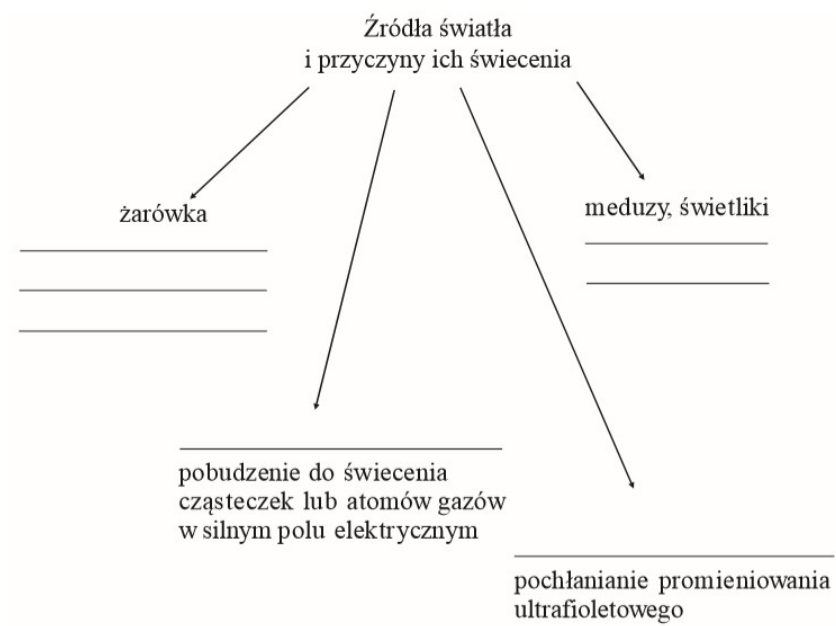 Źródła światła
i przyczyny ich świecenia
żarówka
meduzy, świetliki
pobudzenie do świecenia
cząsteczek lub atomów gazów
w silnym polu elektrycznym
pochłanianie promieniowania
ultrafioletowego